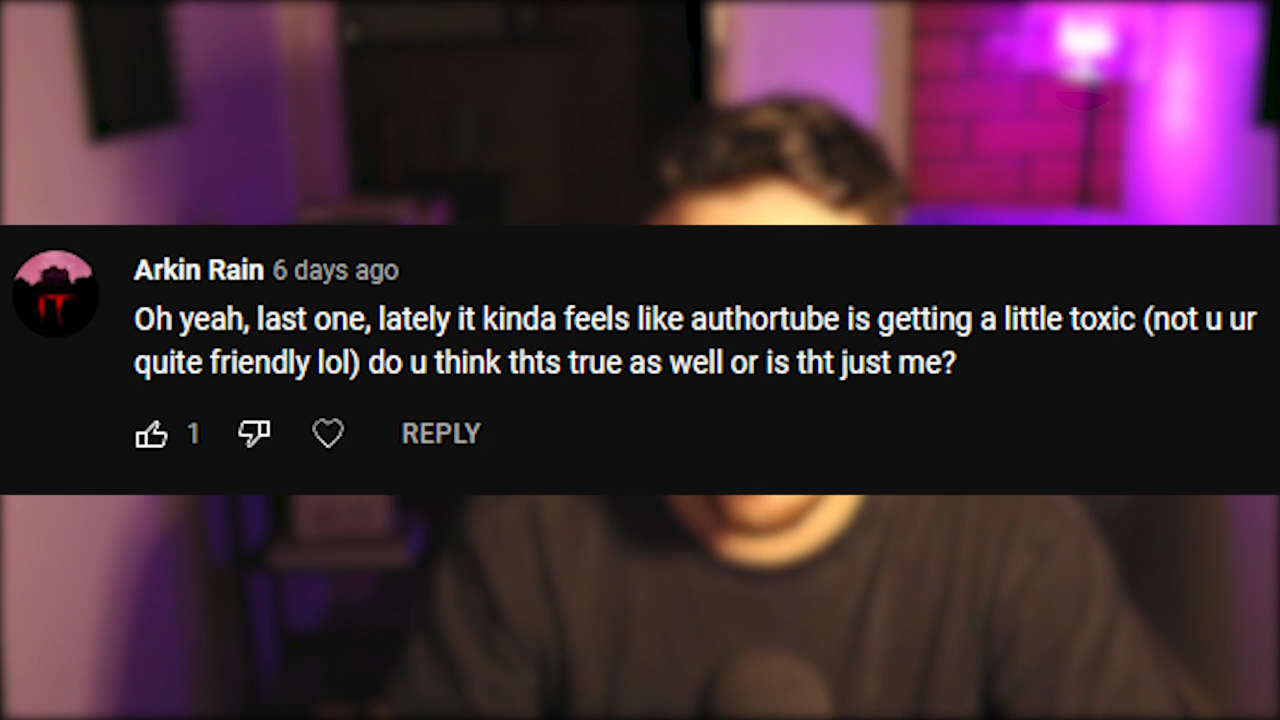 Arkin Rain 6 days ago
Oh yeah, last one, lately it kinda feels like authortube is getting a little toxic (not u ur
quite friendly lol) do u think thts true as well or is tht just me?
1 REPLY